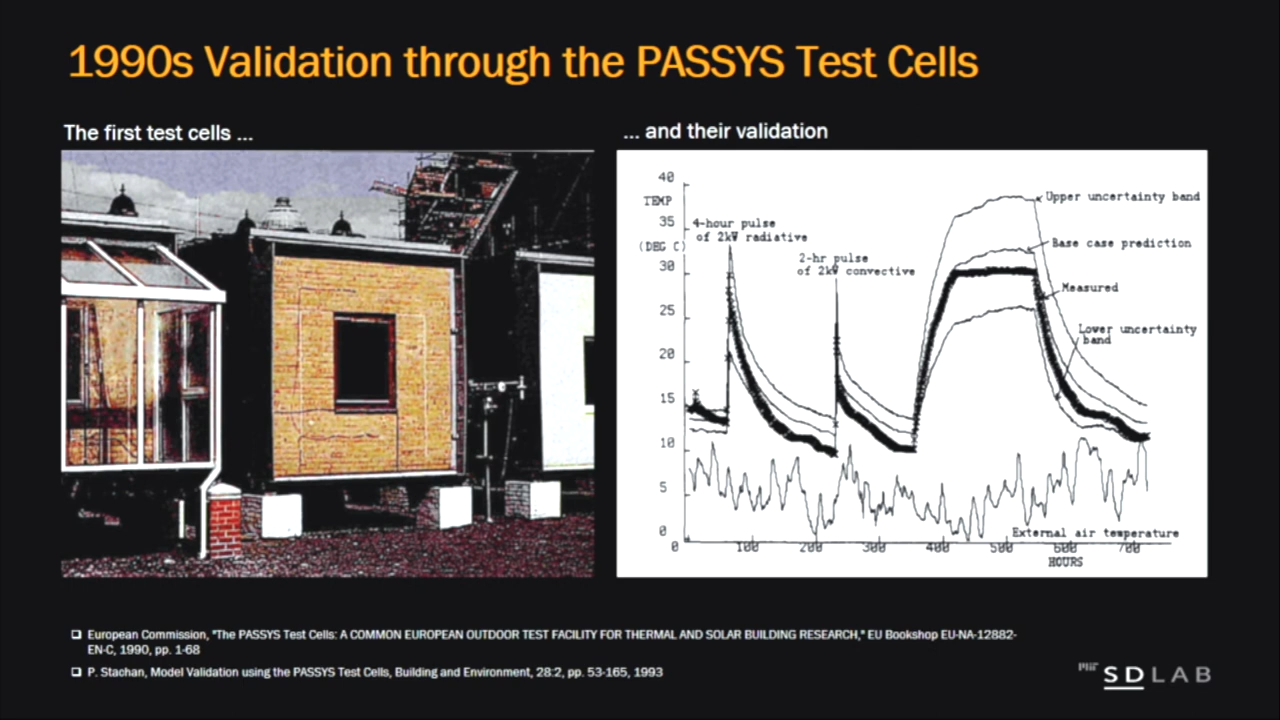 1990s Validation through the PASSYS Test Cells
The first test cells ...
... and their validation
40
TEMP
35
(DEG C)
30
25
20
15
10
5
0
4-hour pulse
of 2kW radiative
2-hr pulse
of 2kW convective
Upper uncertainty band
Base case prediction
Measured
Lower uncertainty
band
External air temperature
0 100 200 300 400 500 600 700
HOURS
European Commission, "The PASSYS Test Cells: A COMMON EUROPEAN OUTDOOR TEST FACILITY FOR THERMAL AND SOLAR BUILDING RESEARCH," EU Bookshop EU-NA-12882-
EN-C, 1990, pp. 1-68
P. Stachan, Model Validation using the PASSYS Test Cells, Building and Environment, 28:2, pp. 53-165, 1993
MIT SDLAB